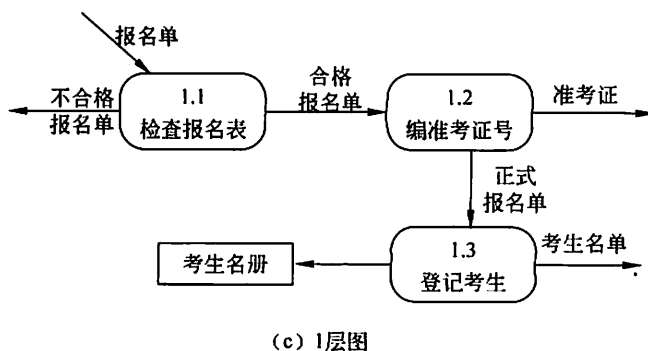 报名单
不合格
报名单
1.1
检查报名表
合格
报名单
1.2
编准考证号
准考证
正式
报名单
考生名册
1.3
登记考生
考生名单
（c）1层图